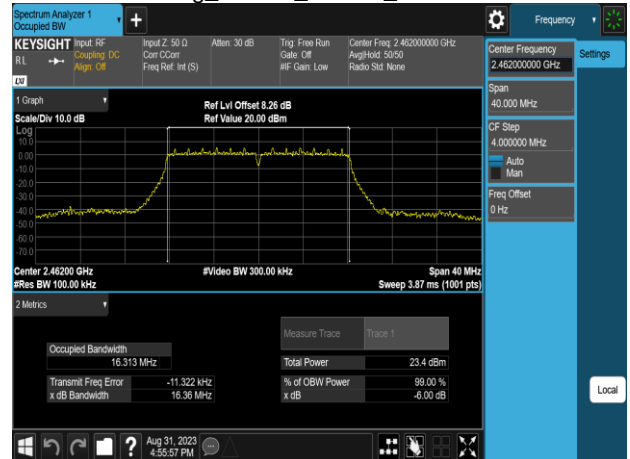 Spectrum Analyzer 1
Occupied BW
Frequency
KEYSIGHT
R L
LXI
Input: RF
Coupling: DC
Align: Off
Input Z: 50 Ω
Corr CCorr
Freq Ref: Int (S)
Atten: 30 dB
Trig: Free Run
Gate: Off
#IF Gain: Low
Center Freq: 2.462000000 GHz
Avg|Hold: 50/50
Radio Std: None
Center Frequency
2.462000000 GHz
Settings
Span
40.000 MHz
CF Step
4.000000 MHz
Auto
Man
Freq Offset
0 Hz
Local
1 Graph
Scale/Div 10.0 dB
Ref Lvl Offset 8.26 dB
Ref Value 20.00 dBm
Log
10.0
0.00
-10.0
-20.0
-30.0
-40.0
-50.0
-60.0
-70.0
Center 2.46200 GHz
#Video BW 300.00 kHz
Span 40 MHz
#Res BW 100.00 kHz
Sweep 3.87 ms (1001 pts)
2 Metrics
Measure Trace
Trace 1
Occupied Bandwidth
16.313 MHz
Total Power
23.4 dBm
Transmit Freq Error
-11.322 kHz
% of OBW Power
99.00 %
x dB Bandwidth
16.36 MHz
x dB
-6.00 dB
?
Aug 31, 2023
4:55:57 PM